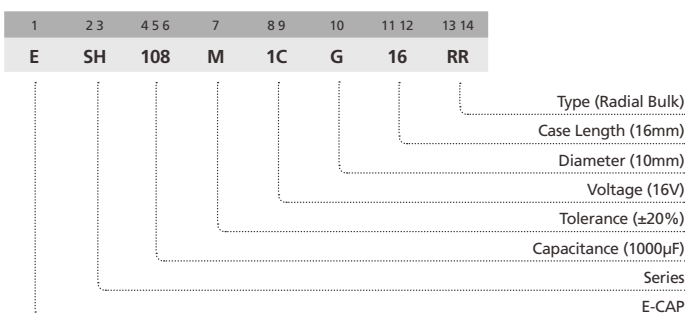 1 2 3 4 5 6 7 8 9 10 11 12 13 14
E SH 108 M 1C G 16 RR
Type (Radial Bulk)
Case Length (16mm)
Diameter (10mm)
Voltage (16V)
Tolerance (±20%)
Capacitance (1000µF)
Series
E-CAP